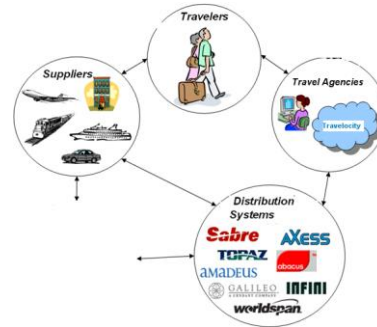 Travelers
Suppliers
Travel Agencies
Travelocity
Distribution
Systems
Sabre
AXESS
TOPAZ
abacus
AMADEUS
GALILEO
INFINI
worldspan